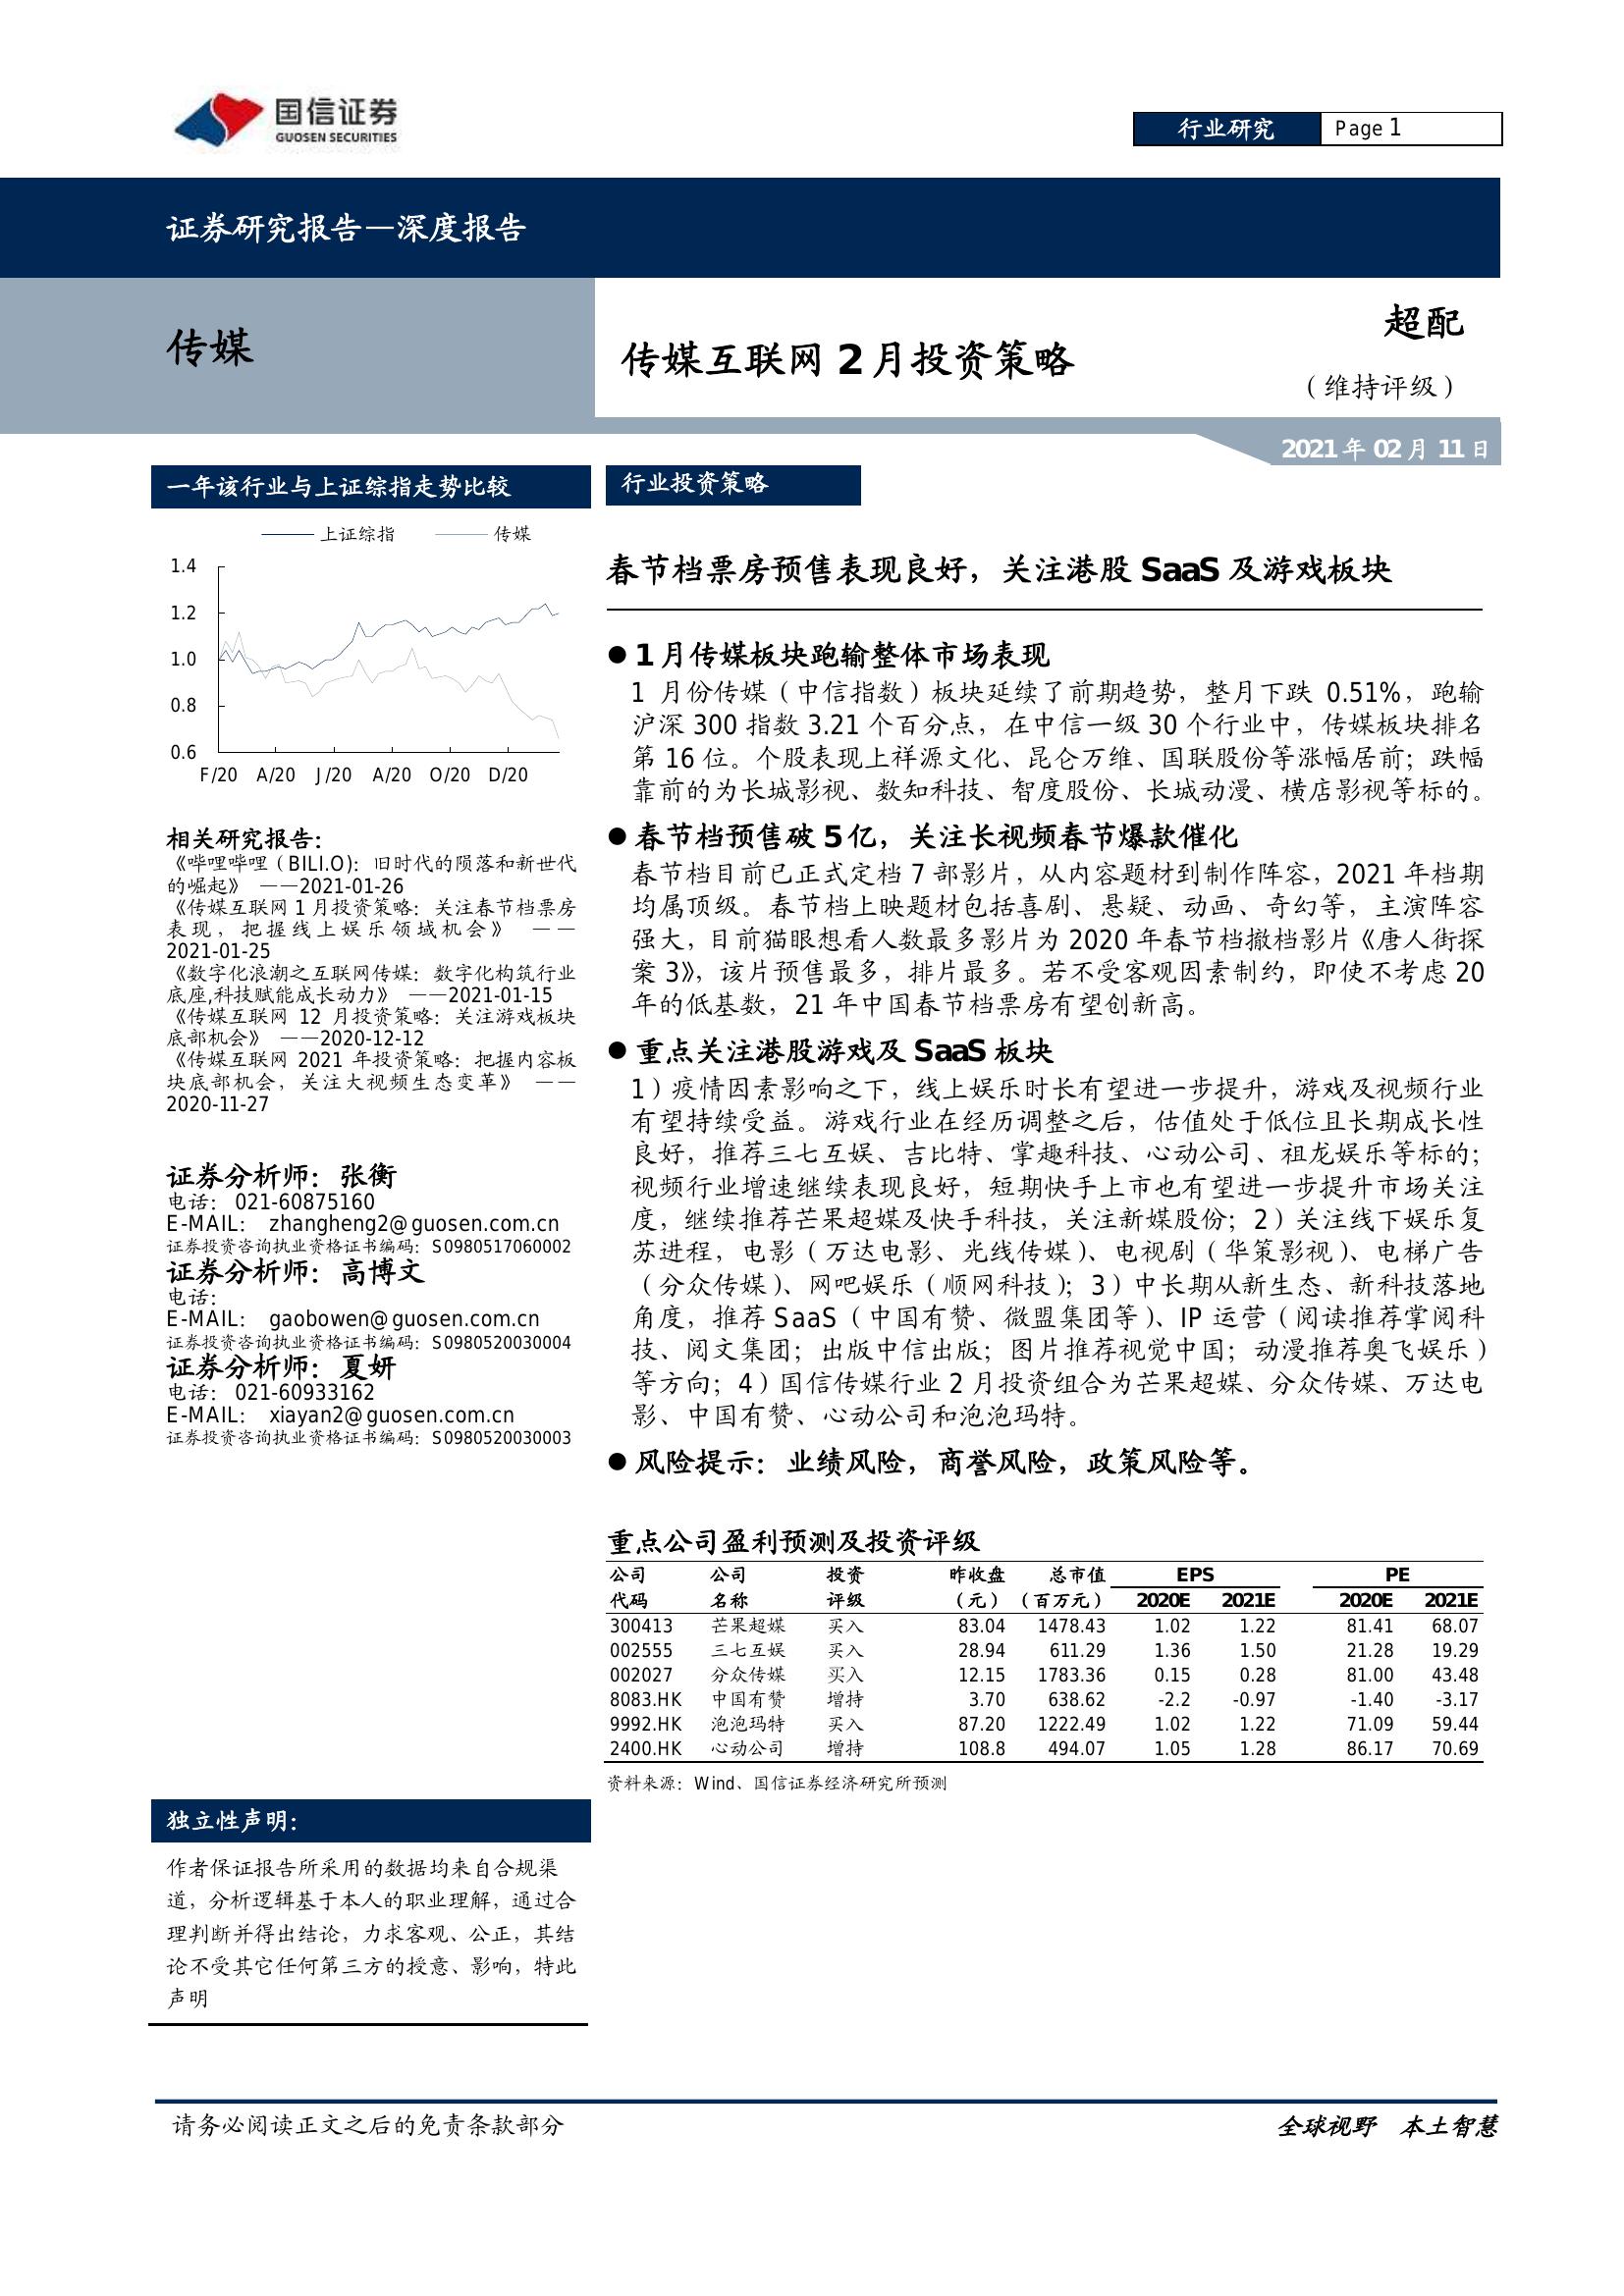 国信证券
GUOSEN SECURITIES
行业研究 Page 1
证券研究报告—深度报告
传媒
传媒互联网 2 月投资策略
超配
（维持评级）
2021 年 02 月 11 日
一年该行业与上证综指走势比较
上证综指 传媒
1.4
1.2
1.0
0.8
0.6
F/20 A/20 J/20 A/20 O/20 D/20
相关研究报告：
《哔哩哔哩（BILI.O）：旧时代的陨落和新世代
的崛起》 ——2021-01-26
《传媒互联网 1 月投资策略：关注春节档票房
表现，把握线上娱乐领域机会》 ——
2021-01-25
《数字化浪潮之互联网传媒：数字化构筑行业
底座,科技赋能成长动力》 ——2021-01-15
《传媒互联网 12 月投资策略：关注游戏板块
底部机会》 ——2020-12-12
《传媒互联网 2021 年投资策略：把握内容板
块底部机会，关注大视频生态变革》 ——
2020-11-27
证券分析师：张衡
电话： 021-60875160
E-MAIL： zhangheng2@guosen.com.cn
证券投资咨询执业资格证书编码：S0980517060002
证券分析师：高博文
电话：
E-MAIL： gaobowen@guosen.com.cn
证券投资咨询执业资格证书编码：S0980520030004
证券分析师：夏妍
电话： 021-60933162
E-MAIL： xiayan2@guosen.com.cn
证券投资咨询执业资格证书编码：S0980520030003
独立性声明：
作者保证报告所采用的数据均来自合规渠
道，分析逻辑基于本人的职业理解，通过合
理判断并得出结论，力求客观、公正，其结
论不受其它任何第三方的授意、影响，特此
声明
行业投资策略
春节档票房预售表现良好，关注港股 SaaS 及游戏板块
● 1 月传媒板块跑输整体市场表现
1 月份传媒（中信指数）板块延续了前期趋势，整月下跌 0.51%，跑输
沪深 300 指数 3.21 个百分点，在中信一级 30 个行业中，传媒板块排名
第 16 位。个股表现上祥源文化、昆仑万维、国联股份等涨幅居前；跌幅
靠前的为长城影视、数知科技、智度股份、长城动漫、横店影视等标的。
● 春节档预售破 5 亿，关注长视频春节爆款催化
春节档目前已正式定档 7 部影片，从内容题材到制作阵容，2021 年档期
均属顶级。春节档上映题材包括喜剧、悬疑、动画、奇幻等，主演阵容
强大，目前猫眼想看人数最多影片为 2020 年春节档撤档影片《唐人街探
案 3》，该片预售最多，排片最多。若不受客观因素制约，即使不考虑 20
年的低基数，21 年中国春节档票房有望创新高。
● 重点关注港股游戏及 SaaS 板块
1）疫情因素影响之下，线上娱乐时长有望进一步提升，游戏及视频行业
有望持续受益。游戏行业在经历调整之后，估值处于低位且长期成长性
良好，推荐三七互娱、吉比特、掌趣科技、心动公司、祖龙娱乐等标的；
视频行业增速继续表现良好，短期快手上市也有望进一步提升市场关注
度，继续推荐芒果超媒及快手科技，关注新媒股份；2）关注线下娱乐复
苏进程，电影（万达电影、光线传媒）、电视剧（华策影视）、电梯广告
（分众传媒）、网吧娱乐（顺网科技）；3）中长期从新生态、新科技落地
角度，推荐 SaaS（中国有赞、微盟集团等）、IP 运营（阅读推荐掌阅科
技、阅文集团；出版中信出版；图片推荐视觉中国；动漫推荐奥飞娱乐）
等方向；4）国信传媒行业 2 月投资组合为芒果超媒、分众传媒、万达电
影、中国有赞、心动公司和泡泡玛特。
● 风险提示：业绩风险，商誉风险，政策风险等。
重点公司盈利预测及投资评级
公司 公司 投资 昨收盘 总市值 EPS PE
代码 名称 评级 （元） （百万元） 2020E 2021E 2020E 2021E
300413 芒果超媒 买入 83.04 1478.43 1.02 1.22 81.41 68.07
002555 三七互娱 买入 28.94 611.29 1.36 1.50 21.28 19.29
002027 分众传媒 买入 12.15 1783.36 0.15 0.28 81.00 43.48
8083.HK 中国有赞 增持 3.70 638.62 -2.2 -0.97 -1.40 -3.17
9992.HK 泡泡玛特 买入 87.20 1222.49 1.02 1.22 71.09 59.44
2400.HK 心动公司 增持 108.8 494.07 1.05 1.28 86.17 70.69
资料来源：Wind、国信证券经济研究所预测
请务必阅读正文之后的免责条款部分
全球视野 本土智慧